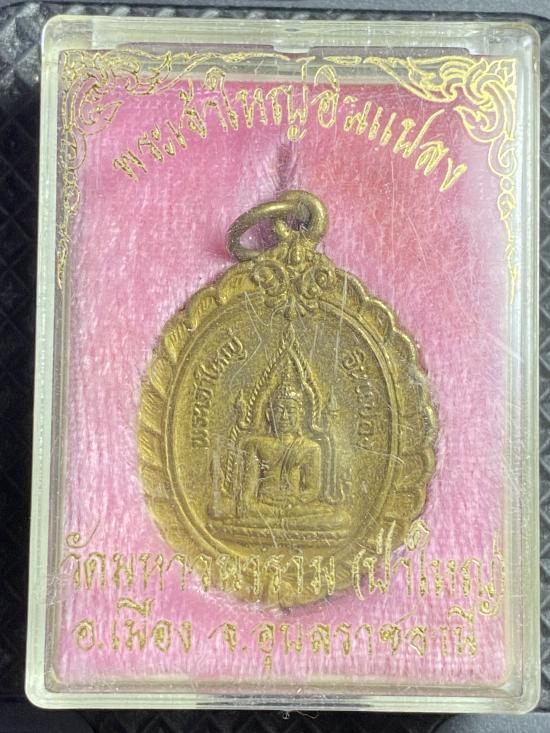 พระเจ้าใหญ่อินแปลง
พระเจ้าใหญ่
อินแปลง
วัดมหาวนาราม (ป่าใหญ่)
อ.เมือง จ.อุบลราชธานี